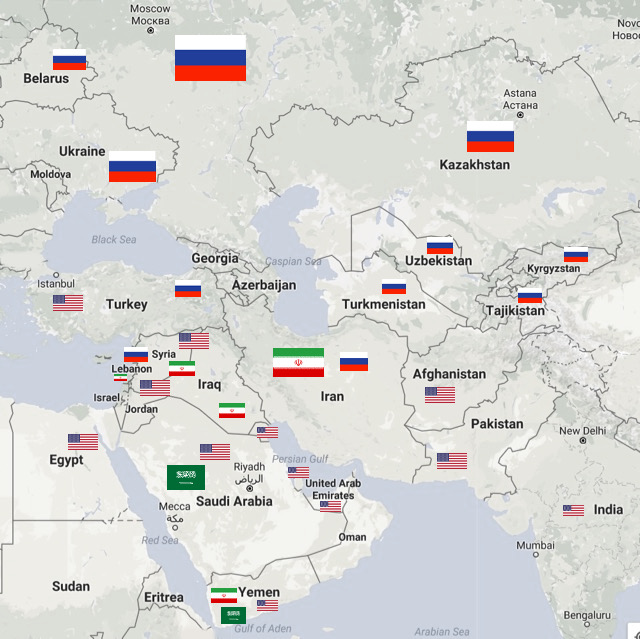 Moscow
Москва
Novo
Ново
Belarus
Astana
Астана
Ukraine
Kazakhstan
Moldova
Black Sea
Georgia
Caspian Sea
Uzbekistan
Kyrgyzstan
Istanbul
Azerbaijan
Turkey
Turkmenistan
Tajikistan
Syria
Lebanon
Iraq
Iran
Afghanistan
Israel
Jordan
Pakistan
New Delhi
Egypt
Persian Gulf
Riyadh
الرياض
United Arab
Emirates
Saudi Arabia
Mecca
مكة
India
Red Sea
Oman
Mumbai
Sudan
Eritrea
Yemen
Bengaluru
Gulf of Aden
Arabian Sea